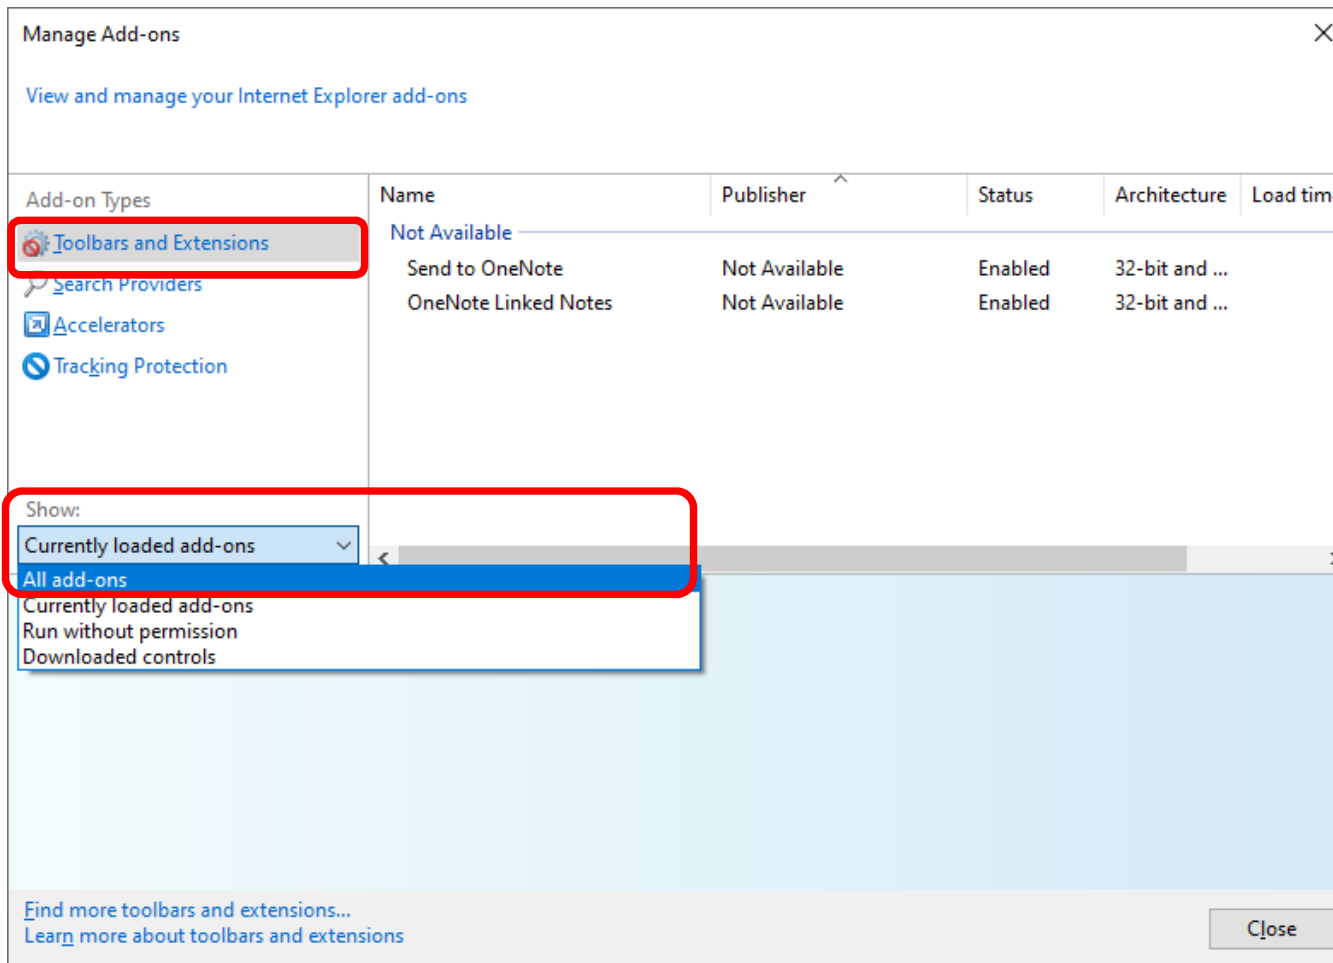 Manage Add-ons
View and manage your Internet Explorer add-ons
Add-on Types
Toolbars and Extensions
Search Providers
Accelerators
Tracking Protection
Name Publisher Status Architecture Load tim
Not Available
Send to OneNote Not Available Enabled 32-bit and ...
OneNote Linked Notes Not Available Enabled 32-bit and ...
Show:
Currently loaded add-ons
All add-ons
Currently loaded add-ons
Run without permission
Downloaded controls
Find more toolbars and extensions...
Learn more about toolbars and extensions
Close